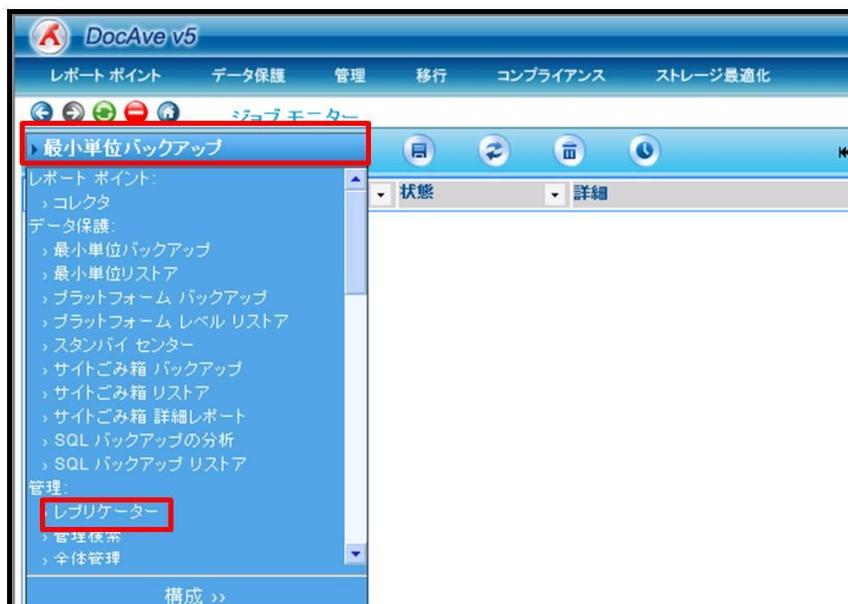 DocAve v5
レポート ポイント データ保護 管理 移行 コンプライアンス ストレージ最適化
ジョブ モニター
最小単位バックアップ
状態 詳細
レポート ポイント:
› コレクタ
データ保護:
› 最小単位バックアップ
› 最小単位リストア
› プラットフォーム バックアップ
› プラットフォーム レベル リストア
› スタンバイ センター
› サイトごみ箱 バックアップ
› サイトごみ箱 リストア
› サイトごみ箱 詳細レポート
› SQL バックアップの分析
› SQL バックアップ リストア
管理:
› レプリケーター
› 管理検索
› 全体管理
構成 ››